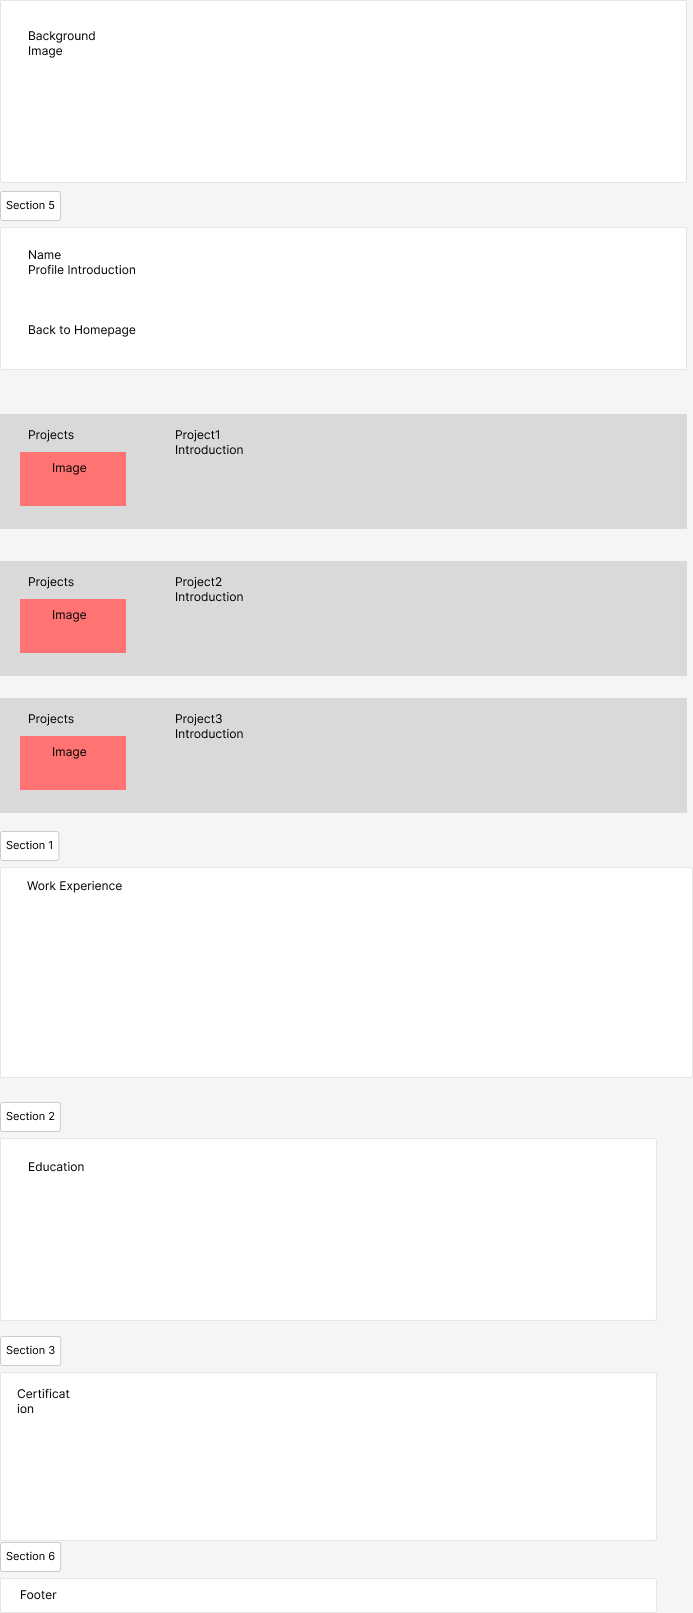 Background
Image
Section 5
Name
Profile Introduction
Back to Homepage
Projects
Project1
Introduction
Image
Projects
Project2
Introduction
Image
Projects
Project3
Introduction
Image
Section 1
Work Experience
Section 2
Education
Section 3
Certificat
ion
Section 6
Footer